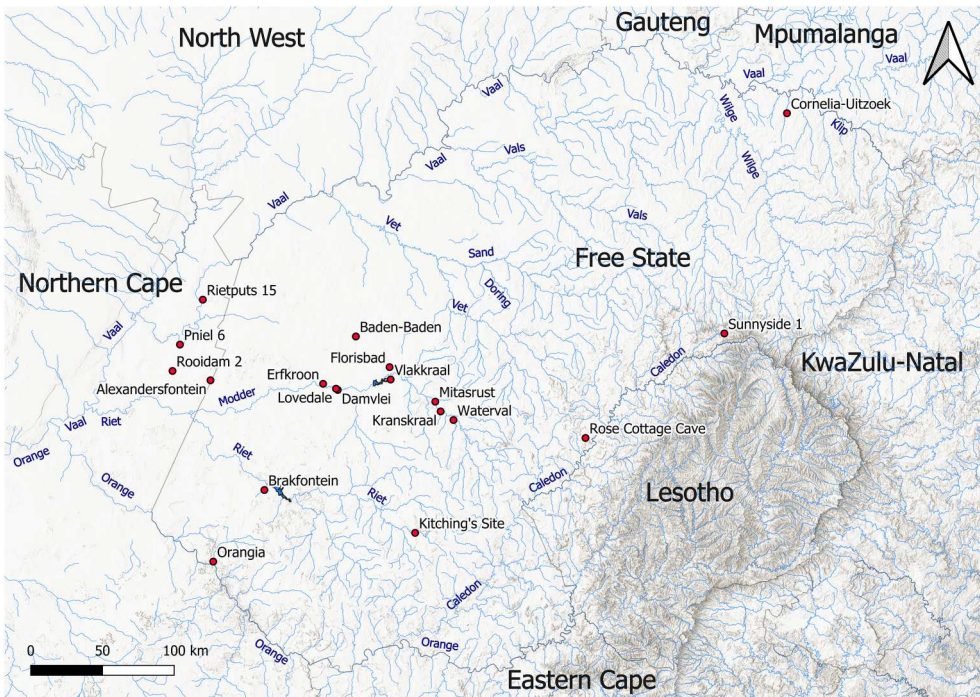 Gauteng
North West
Mpumalanga
Vaal
Vaal
Vaal
Wilge
Cornelia-Uitzoek
Klip
Vals
Vaal
Wilge
Vaal
Vet
Vals
Sand
Free State
Northern Cape
Doring
Rietputs 15
Vet
Vaal
Pniel 6
Baden-Baden
Sunnyside 1
Rooidam 2
Florisbad
Caledon
KwaZulu-Natal
Alexandersfontein
Erfkroon
Vlakkraal
Modder
Lovedale
Damvlei
Mitasrust
Kranskraal
Waterval
Vaal
Riet
Rose Cottage Cave
Orange
Riet
Orange
Brakfontein
Riet
Caledon
Lesotho
Kitching's Site
Orangia
Caledon
Orange
Orange
0 50 100 km
Eastern Cape